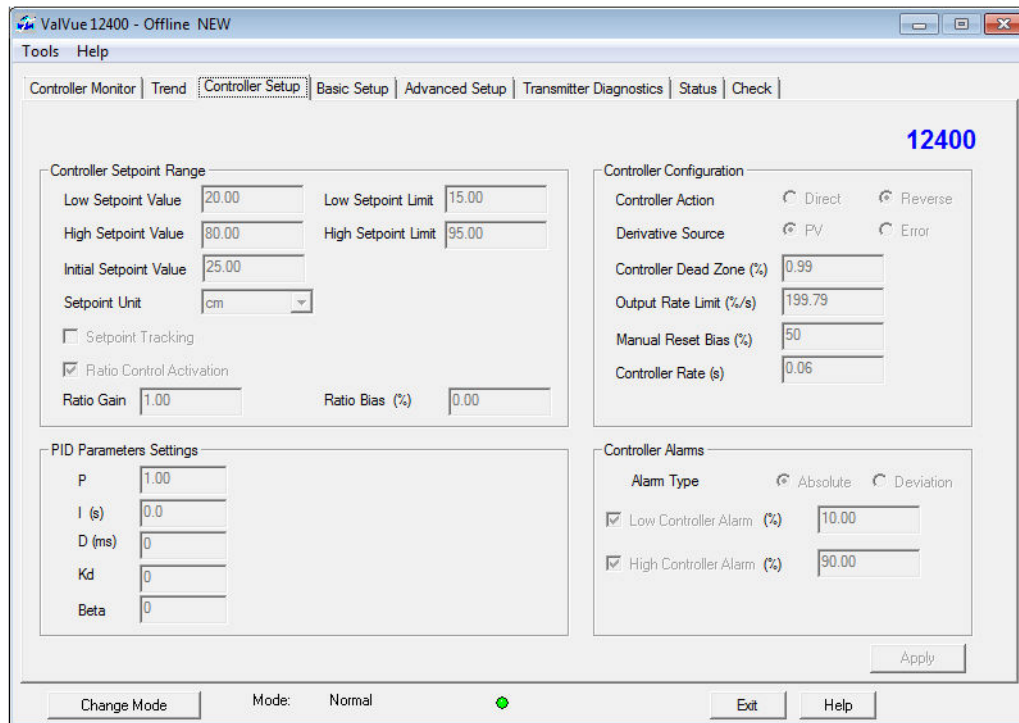 ValVue 12400 - Offline NEW
Tools Help
Controller Monitor Trend Controller Setup Basic Setup Advanced Setup Transmitter Diagnostics Status Check
12400
Controller Setpoint Range
Low Setpoint Value 20.00 Low Setpoint Limit 15.00
High Setpoint Value 80.00 High Setpoint Limit 95.00
Initial Setpoint Value 25.00
Setpoint Unit cm
Setpoint Tracking
Ratio Control Activation
Ratio Gain 1.00 Ratio Bias (%) 0.00
Controller Configuration
Controller Action Direct Reverse
Derivative Source PV Error
Controller Dead Zone (%) 0.99
Output Rate Limit (%/s) 199.79
Manual Reset Bias (%) 50
Controller Rate (s) 0.06
PID Parameters Settings
P 1.00
I (s) 0.0
D (ms) 0
Kd 0
Beta 0
Controller Alarms
Alarm Type Absolute Deviation
Low Controller Alarm (%) 10.00
High Controller Alarm (%) 90.00
Apply
Change Mode Mode: Normal Exit Help